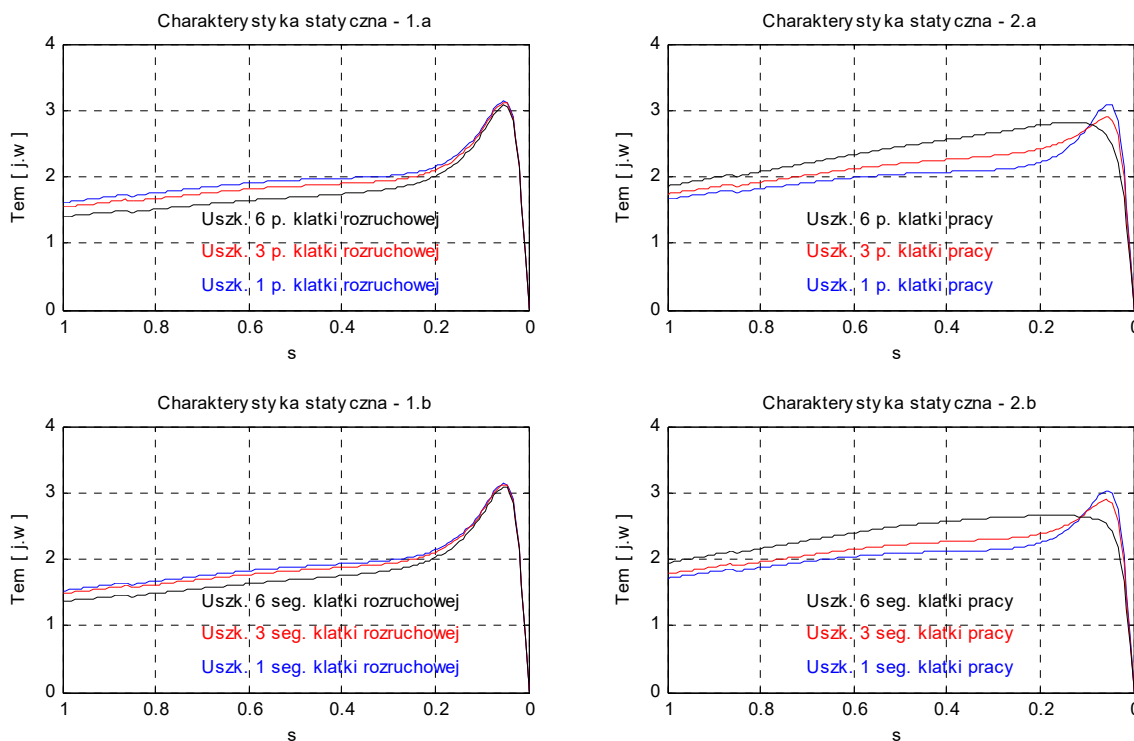 Charakterystyka statyczna - 1.a
4
3
2
1
0
Tem [ j.w ]
Uszk. 6 p. klatki rozruchowej
Uszk. 3 p. klatki rozruchowej
Uszk. 1 p. klatki rozruchowej
1 0.8 0.6 0.4 0.2 0
s
Charakterystyka statyczna - 2.a
4
3
2
1
0
Tem [ j.w ]
Uszk. 6 p. klatki pracy
Uszk. 3 p. klatki pracy
Uszk. 1 p. klatki pracy
1 0.8 0.6 0.4 0.2 0
s
Charakterystyka statyczna - 1.b
4
3
2
1
0
Tem [ j.w ]
Uszk. 6 seg. klatki rozruchowej
Uszk. 3 seg. klatki rozruchowej
Uszk. 1 seg. klatki rozruchowej
1 0.8 0.6 0.4 0.2 0
s
Charakterystyka statyczna - 2.b
4
3
2
1
0
Tem [ j.w ]
Uszk. 6 seg. klatki pracy
Uszk. 3 seg. klatki pracy
Uszk. 1 seg. klatki pracy
1 0.8 0.6 0.4 0.2 0
s